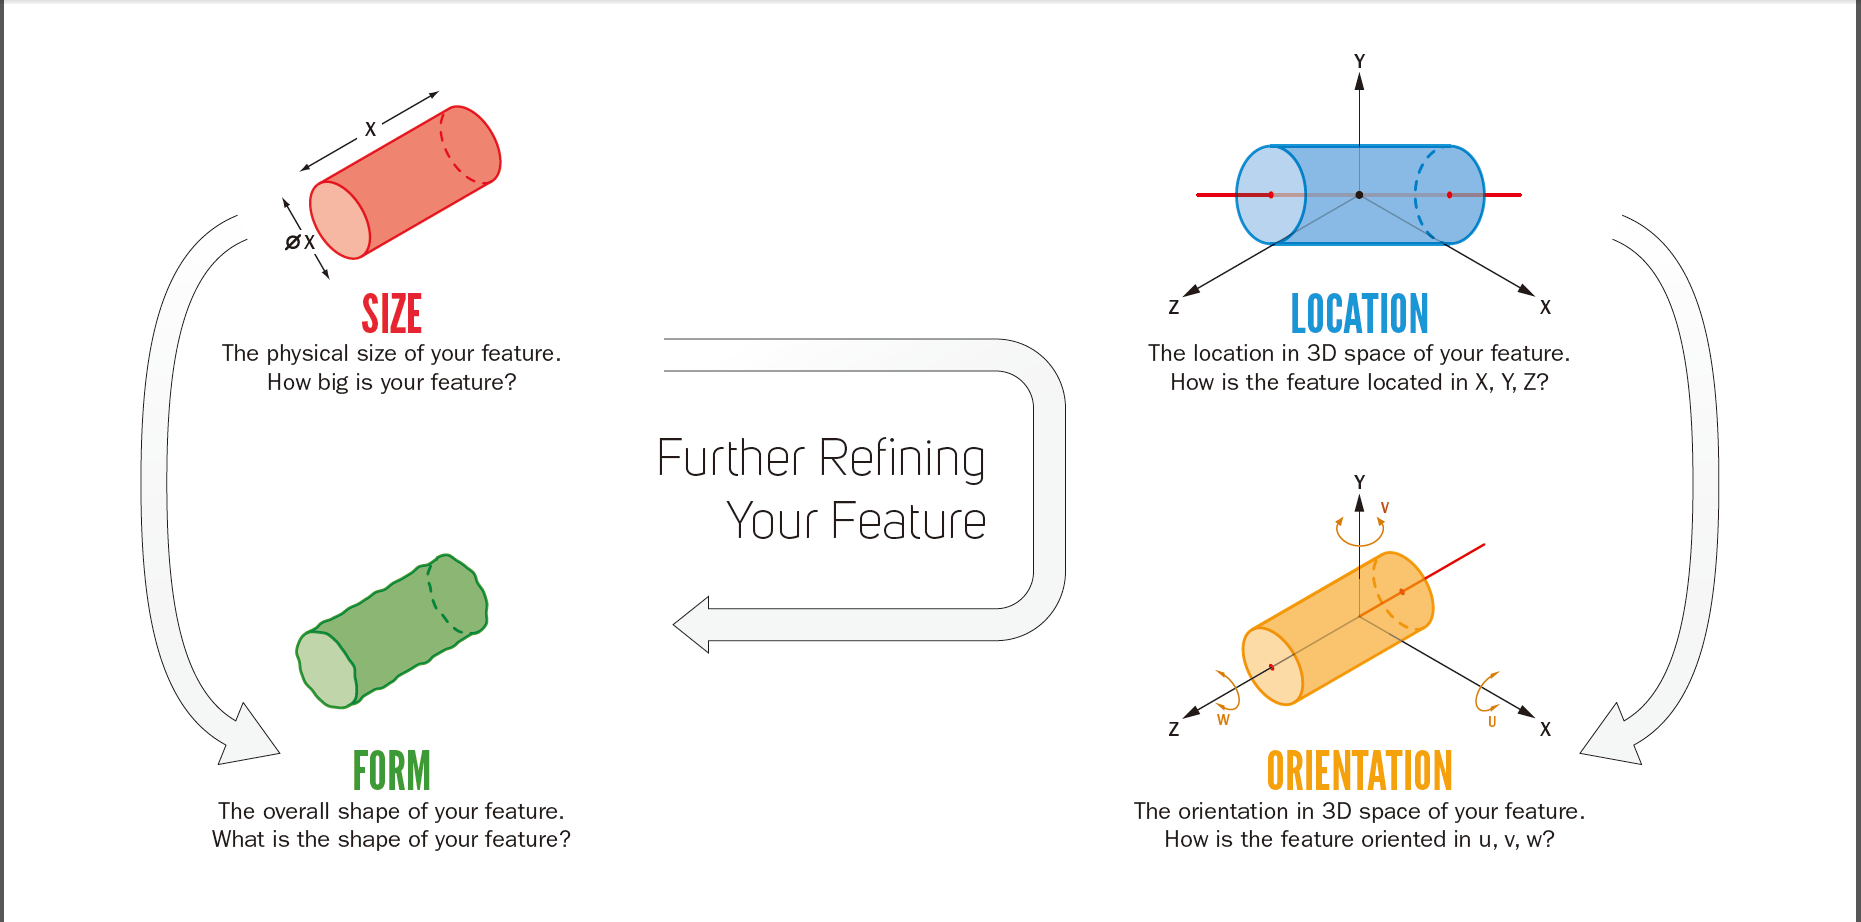 X
ØX
SIZE
The physical size of your feature.
How big is your feature?
Y
Z
X
LOCATION
The location in 3D space of your feature.
How is the feature located in X, Y, Z?
Further Refining
Your Feature
FORM
The overall shape of your feature.
What is the shape of your feature?
Y
V
Z
W
U
X
ORIENTATION
The orientation in 3D space of your feature.
How is the feature oriented in u, v, w?